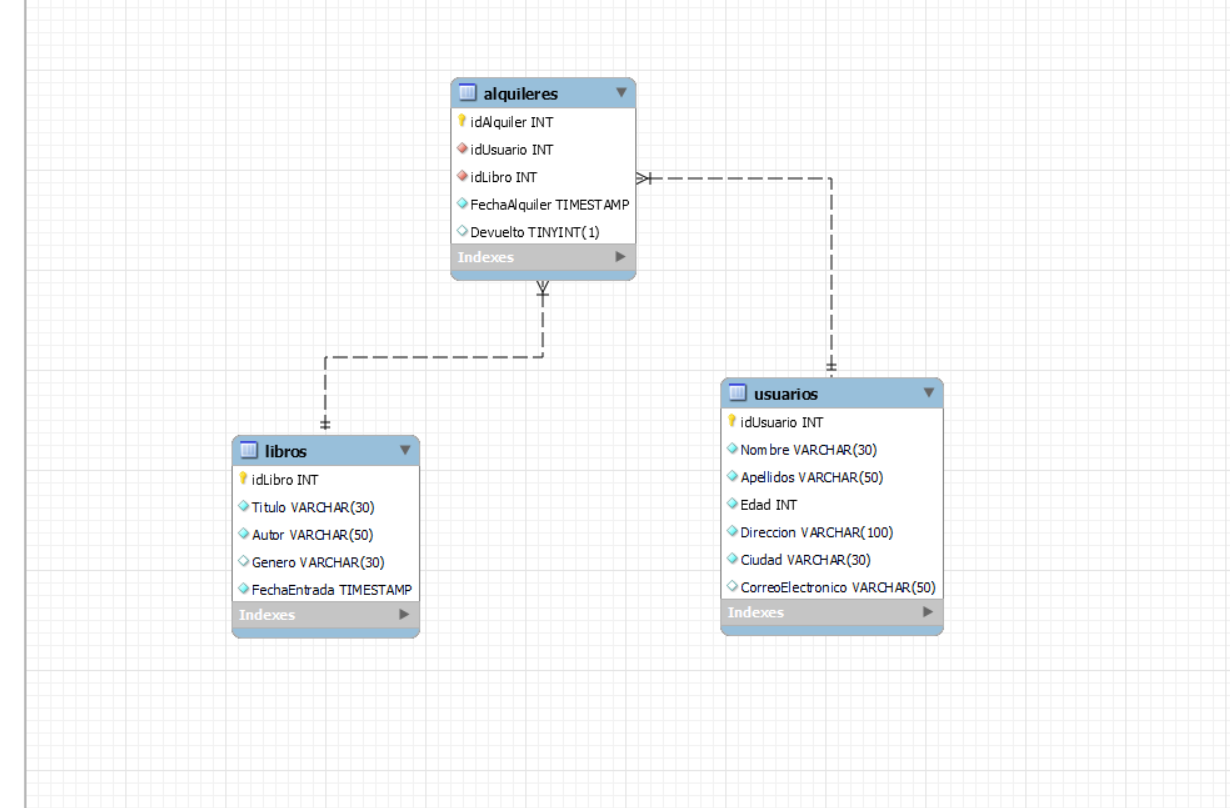 alquileres
idAlquiler INT
idUsuario INT
idLibro INT
FechaAlquiler TIMESTAMP
Devuelto TINYINT(1)
Indexes
libros
idLibro INT
Titulo VARCHAR(30)
Autor VARCHAR(50)
Genero VARCHAR(30)
FechaEntrada TIMESTAMP
Indexes
usuarios
idUsuario INT
Nombre VARCHAR(30)
Apellidos VARCHAR(50)
Edad INT
Direccion VARCHAR(100)
Ciudad VARCHAR(30)
CorreoElectronico VARCHAR(50)
Indexes